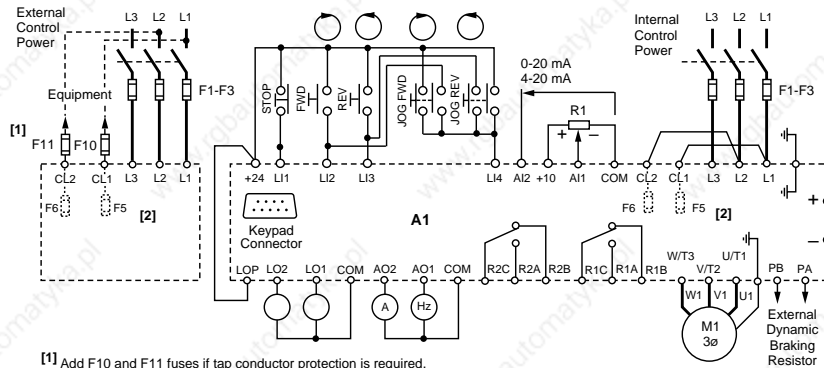 External
Control
Power
L3 L2 L1
F1-F3
Equipment
[1]
F11 F10
CL2 CL1 L3 L2 L1
F6 F5
[2]
STOP
FWD
REV
JOG FWD
JOG REV
0-20 mA
4-20 mA
R1
+ −
Internal
Control
Power
L3 L2 L1
F1-F3
+24 LI1 LI2 LI3 LI4 AI2 +10 AI1 COM CL2 CL1 L3 L2 L1
F6 F5
[2]
+
−
Keypad
Connector
A1
LOP LO2 LO1 COM AO2 AO1 COM R2C R2A R2B R1C R1A R1B
W/T3 V/T2 U/T1 PB PA
A Hz
W1 V1 U1
M1
3ø
External
Dynamic
Braking
Resistor
[1] Add F10 and F11 fuses if tap conductor protection is required.
www.rgbautomatyka.pl